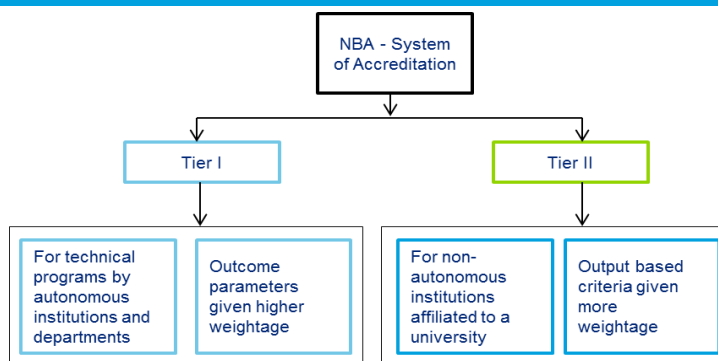 NBA - System
of Accreditation
Tier I
Tier II
For technical
programs by
autonomous
institutions and
departments
Outcome
parameters
given higher
weightage
For non-
autonomous
institutions
affiliated to a
university
Output based
criteria given
more
weightage